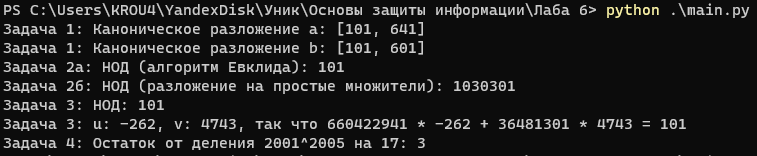 PS C:\Users\KROU4\YandexDisk\Уник\Основы защиты информации\Лаба 6> python .\main.py
Задача 1: Каноническое разложение a: [101, 641]
Задача 1: Каноническое разложение b: [101, 601]
Задача 2а: НОД (алгоритм Евклида): 101
Задача 2б: НОД (разложение на простые множители): 1030301
Задача 3: НОД: 101
Задача 3: u: -262, v: 4743, так что 660422941 * -262 + 36481301 * 4743 = 101
Задача 4: Остаток от деления 2001^2005 на 17: 3